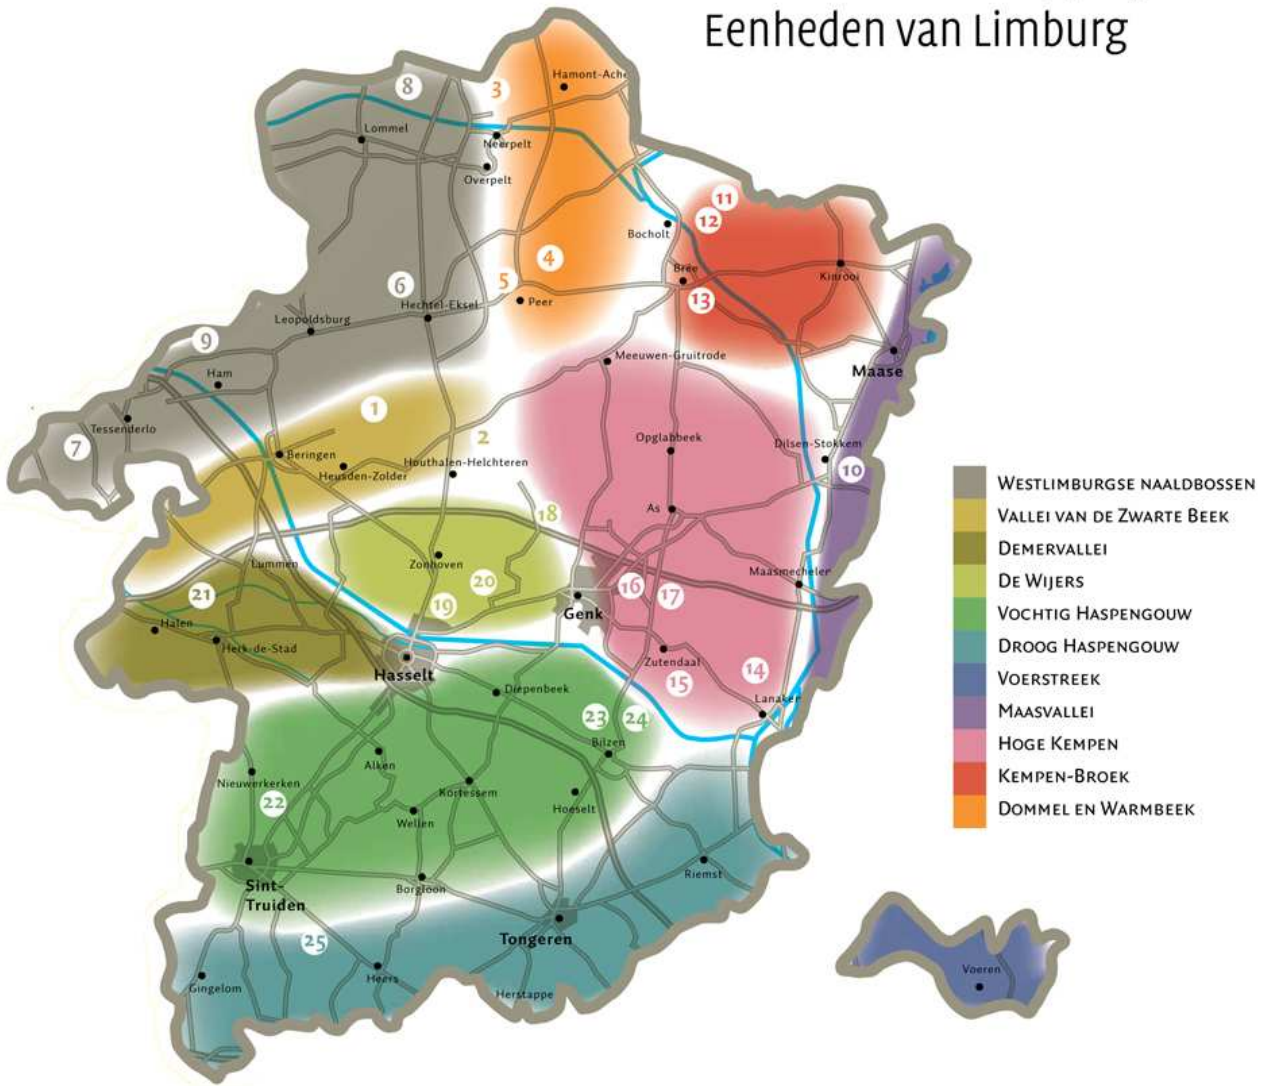 Eenheden van Limburg
8
3
Hamont-Ache
Lommel
Neerpelt
Overpelt
11
12
Bocholt
4
5
6
Bree
Kinrooi
13
Hechtel-Eksel
Peer
Leopoldsburg
9
Meeuwen-Gruitrode
Maase
Ham
1
Tessenderlo
7
2
Opglabbeek
Dilsen-Stokkem
Beringen
Heusden-Zolder
Houthalen-Helchteren
10
As
18
Lummen
Zonhoven
Maasmechelen
20
16
17
21
19
Genk
Halen
Herk-de-Stad
Zutendaal
14
Hasselt
15
Diepenbeek
Lanaken
23
24
Bilzen
Alken
Nieuwerkerken
22
Kortessem
Hoeselt
Wellen
Riemst
Sint-
Truiden
Borgloon
25
Tongeren
Heers
Gingelom
Herstappe
Voeren
WESTLIMBURGSE NAALDBOSSEN
VALLEI VAN DE ZWARTE BEEK
DEMERVALLEI
DE WIJERS
VOCHTIG HASPENGOUW
DROOG HASPENGOUW
VOERSTREEK
MAASVALLEI
HOGE KEMPEN
KEMPEN-BROEK
DOMMEL EN WARMBEEK